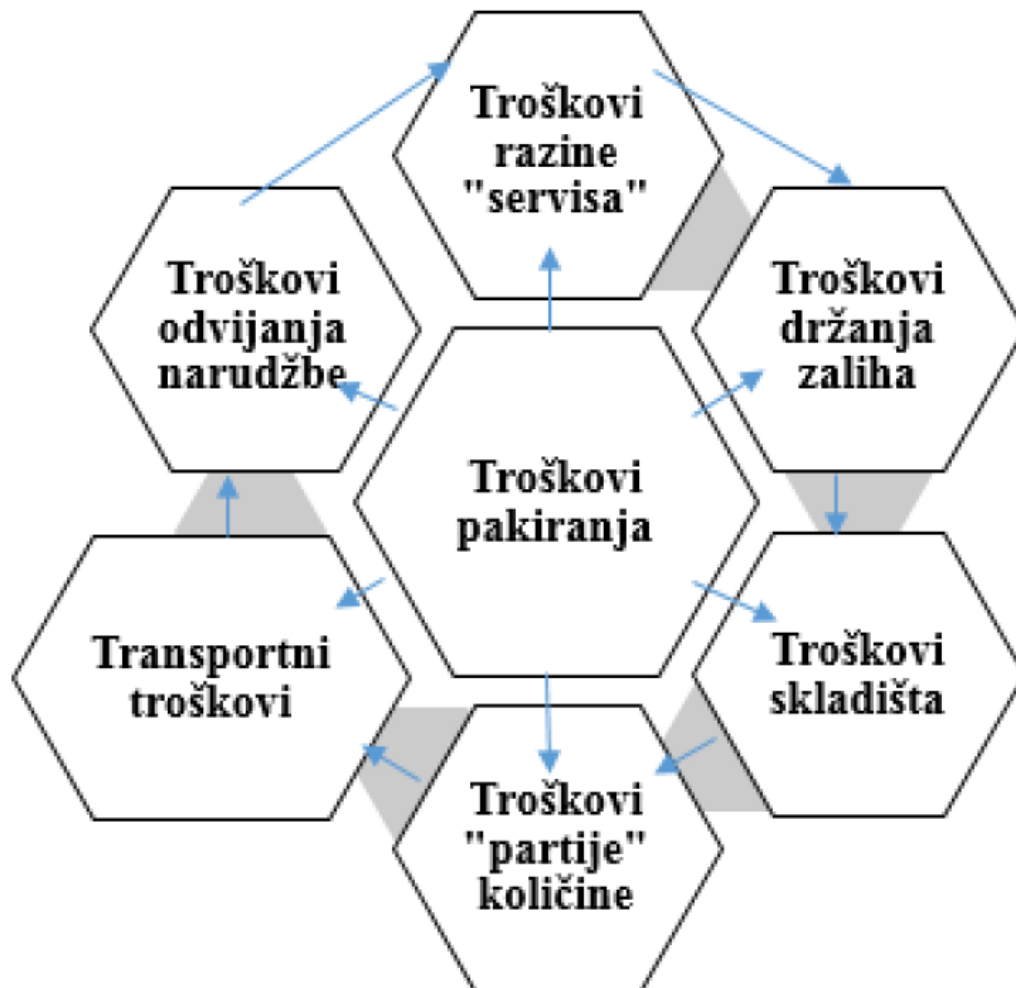 Troškovi
razine
"servisa"
Troškovi
odvijanja
narudžbe
Troškovi
držanja
zaliha
Troškovi
pakiranja
Transportni
troškovi
Troškovi
skladišta
Troškovi
"partije"
količine